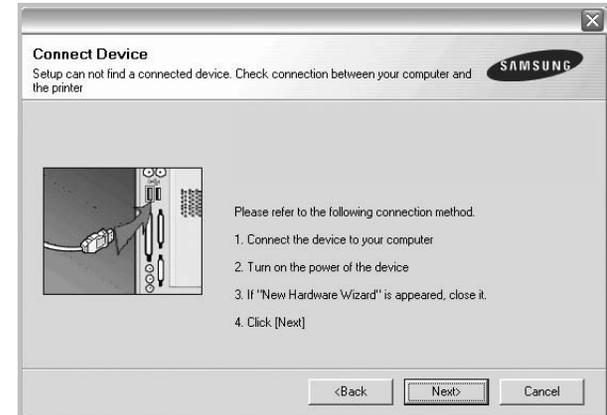 Connect Device
Setup can not find a connected device. Check connection between your computer and
the printer
SAMSUNG
Please refer to the following connection method.
1. Connect the device to your computer
2. Turn on the power of the device
3. If "New Hardware Wizard" is appeared, close it.
4. Click [Next]
<Back
Next>
Cancel